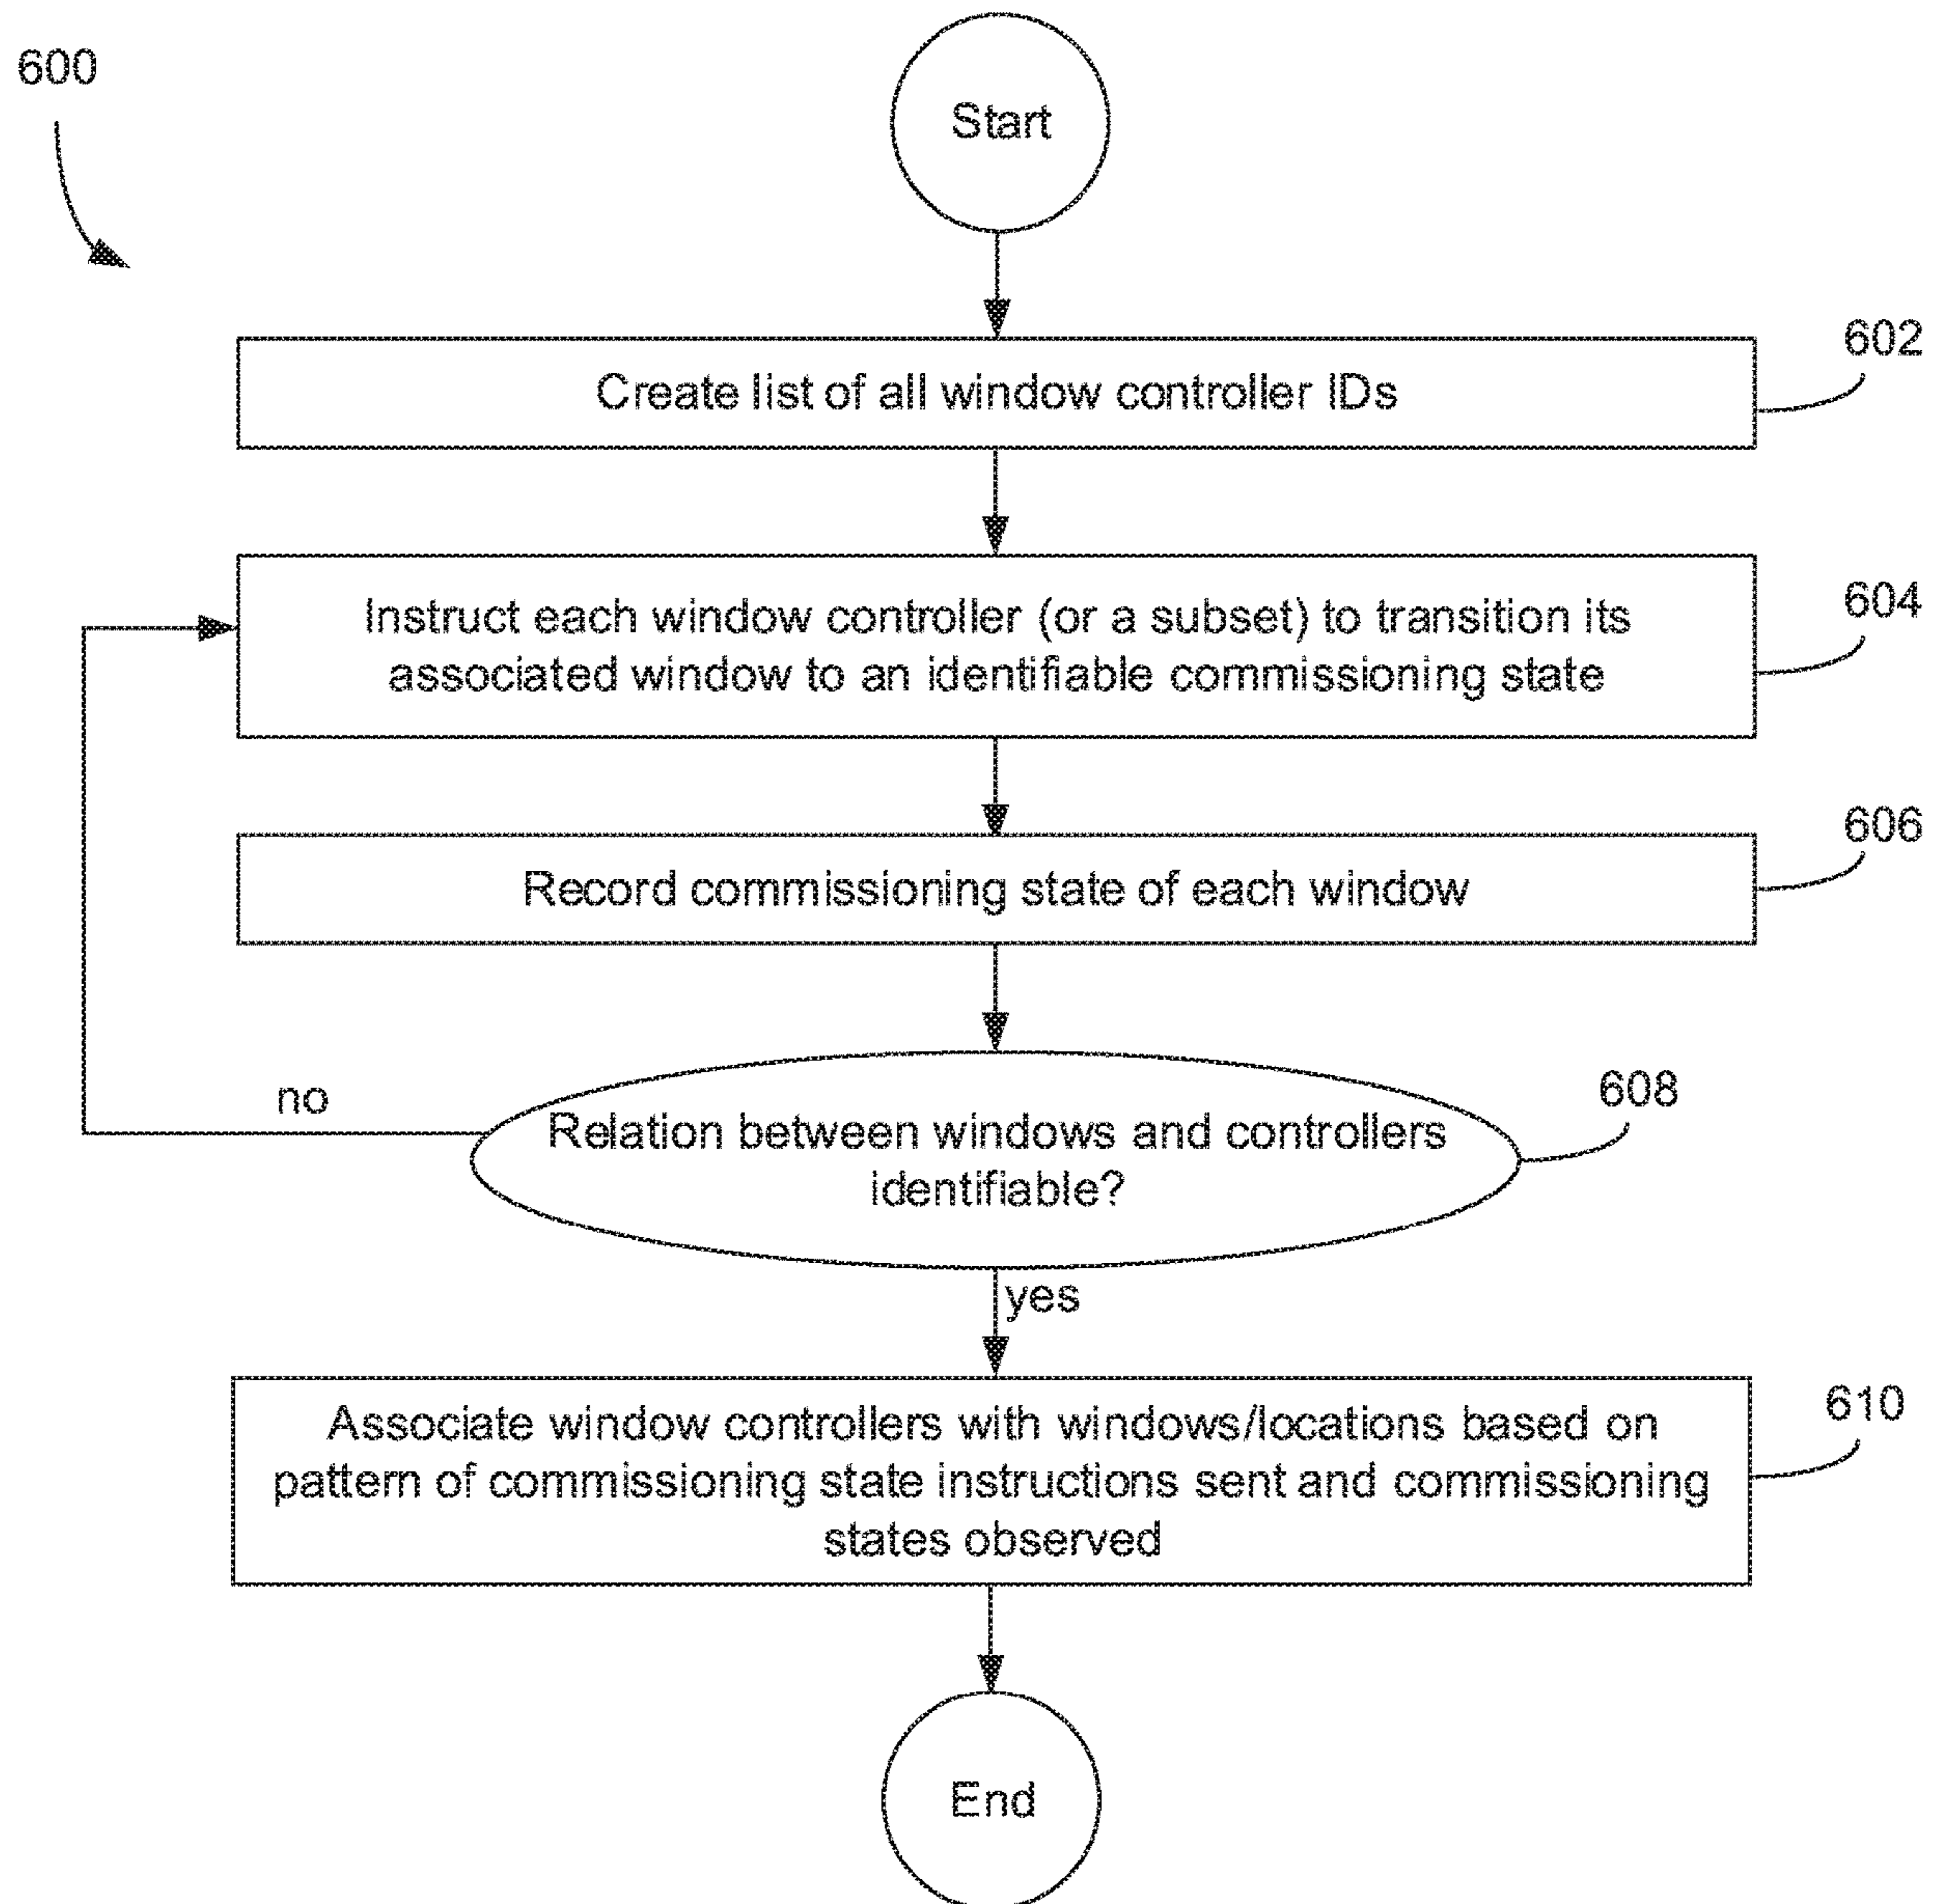 600
Start
602
Create list of all window controller IDs
604
Instruct each window controller (or a subset) to transition its
associated window to an identifiable commissioning state
606
Record commissioning state of each window
608
no
Relation between windows and controllers
identifiable?
yes
610
Associate window controllers with windows/locations based on
pattern of commissioning state instructions sent and commissioning
states observed
End